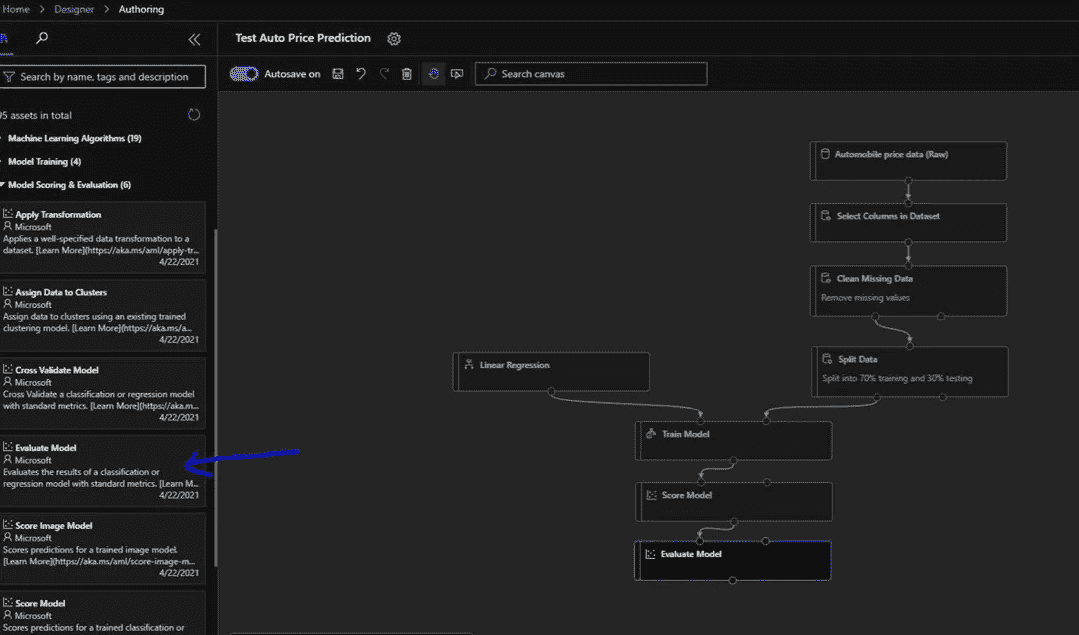 Home > Designer > Authoring
Test Auto Price Prediction
Search by name, tags and description
Autosave on
Search canvas
95 assets in total
Machine Learning Algorithms (19)
Model Training (4)
Model Scoring & Evaluation (6)
Apply Transformation
Microsoft
Applies a well-specified data transformation to a
dataset. [Learn More](https://aka.ms/aml/apply-tr...
4/22/2021
Assign Data to Clusters
Microsoft
Assign data to clusters using an existing trained
clustering model. [Learn More](https://aka.ms/a...
4/22/2021
Cross Validate Model
Microsoft
Cross Validate a classification or regression model
with standard metrics. [Learn More](https://aka.m...
4/22/2021
Evaluate Model
Microsoft
Evaluates the results of a classification or
regression model with standard metrics. [Learn M...
4/22/2021
Score Image Model
Microsoft
Scores predictions for a trained image model.
[Learn More](https://aka.ms/aml/score-image-m...
4/22/2021
Score Model
Microsoft
Scores predictions for a trained classification or
Automobile price data (Raw)
Select Columns in Dataset
Clean Missing Data
Remove missing values
Linear Regression
Split Data
Split into 70% training and 30% testing
Train Model
Score Model
Evaluate Model